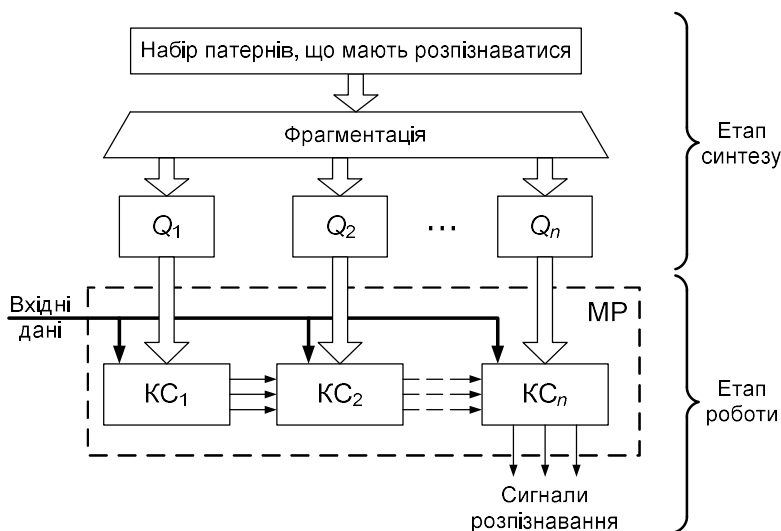 Набір патернів, що мають розпізнаватися
Фрагментація
Етап
синтезу
Q1
Q2
...
Qn
Вхідні
дані
МР
КС1
КС2
КСn
Етап
роботи
Сигнали
розпізнавання